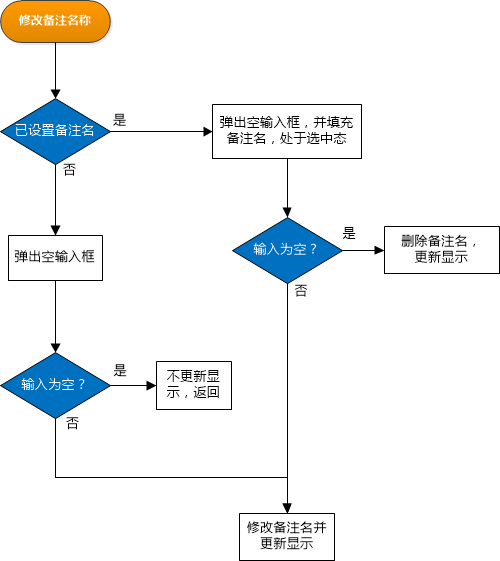 修改备注名称
已设置备注名
是
弹出空输入框，并填充
备注名，处于选中态
否
弹出空输入框
输入为空？
是
删除备注名，
更新显示
否
输入为空？
是
不更新显
示，返回
否
修改备注名并
更新显示